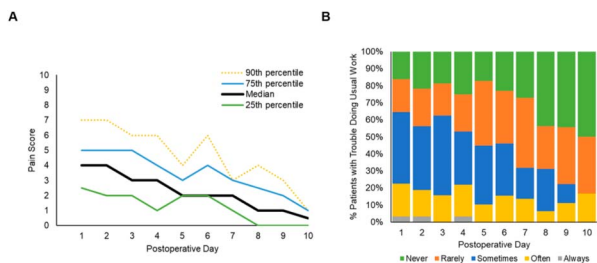 A
B
90th percentile
75th percentile
Median
25th percentile
10
9
8
7
6
5
4
3
2
1
0
Pain Score
1 2 3 4 5 6 7 8 9 10
Postoperative Day
100%
90%
80%
70%
60%
50%
40%
30%
20%
10%
0%
% Patients with Trouble Doing Usual Work
1 2 3 4 5 6 7 8 9 10
Postoperative Day
Never Rarely Sometimes Often Always